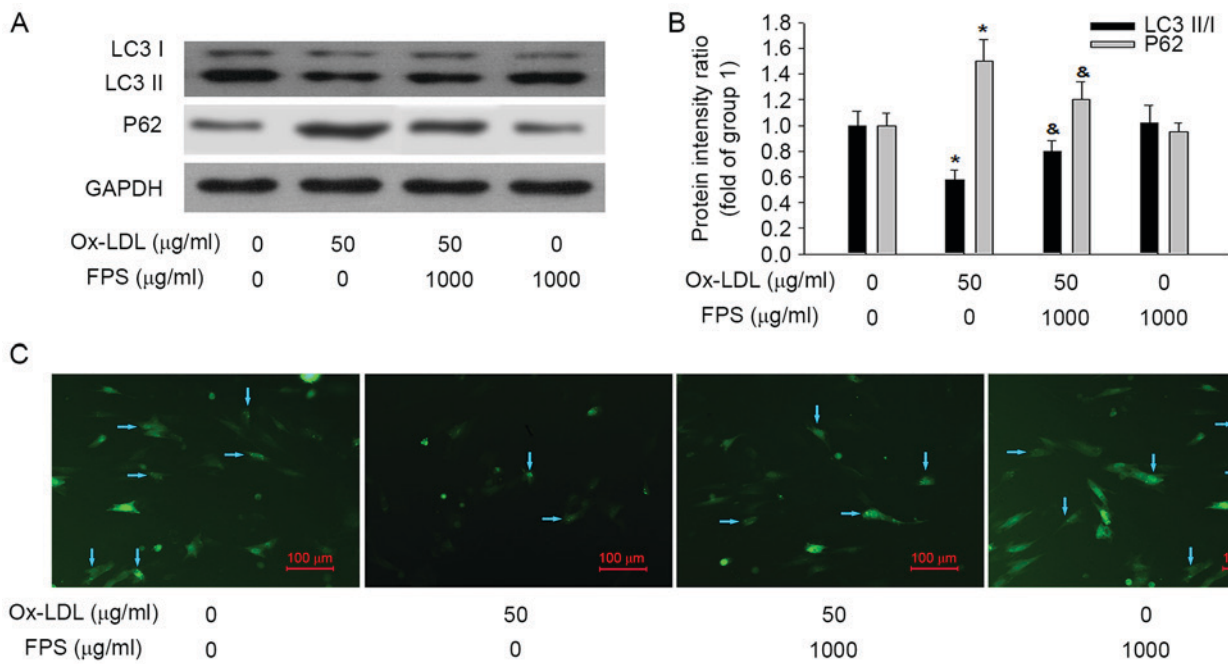 A
LC3 I
LC3 II
P62
GAPDH
Ox-LDL (μg/ml) 0 50 50 0
FPS (μg/ml) 0 0 1000 1000
B
Protein intensity ratio
(fold of group 1)
1.8
1.6
1.4
1.2
1.0
0.8
0.6
0.4
0.2
0.0
LC3 II/I
P62
* * & &
Ox-LDL (μg/ml) 0 50 50 0
FPS (μg/ml) 0 0 1000 1000
C
100 μm 100 μm 100 μm
Ox-LDL (μg/ml) 0 50 50 0
FPS (μg/ml) 0 0 1000 1000